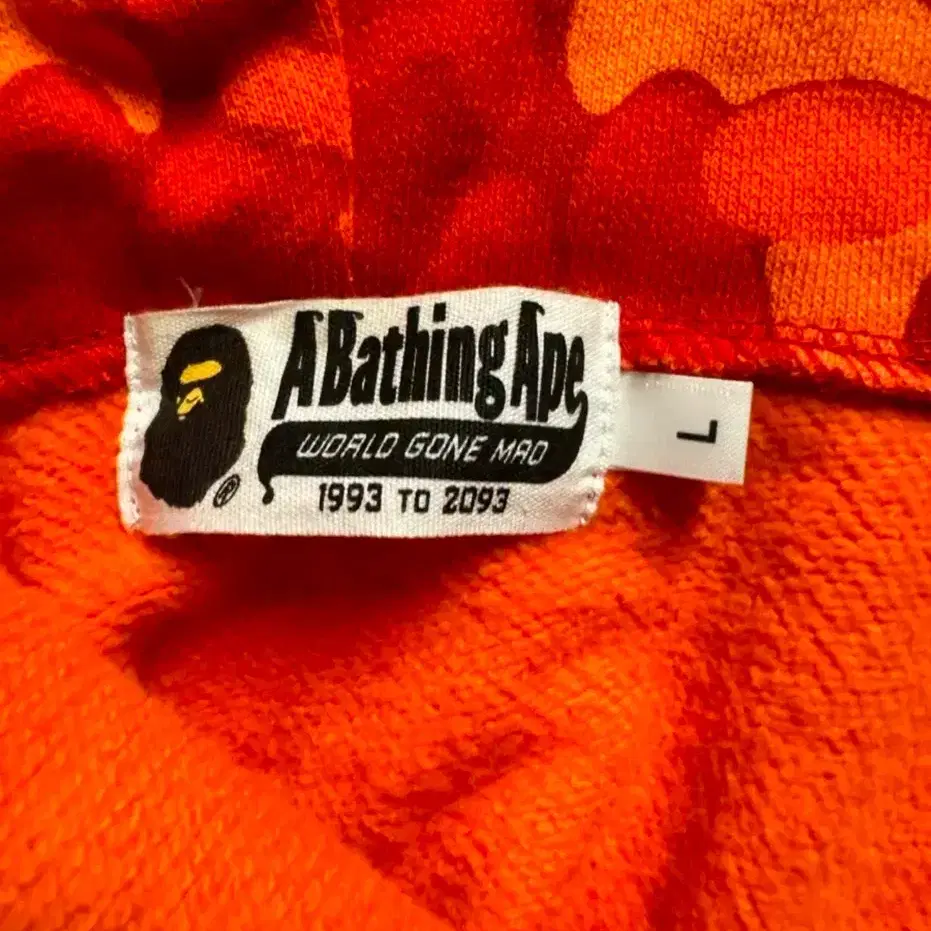 A Bathing Ape
WORLD GONE MAD
1993 TO 2093
®
L